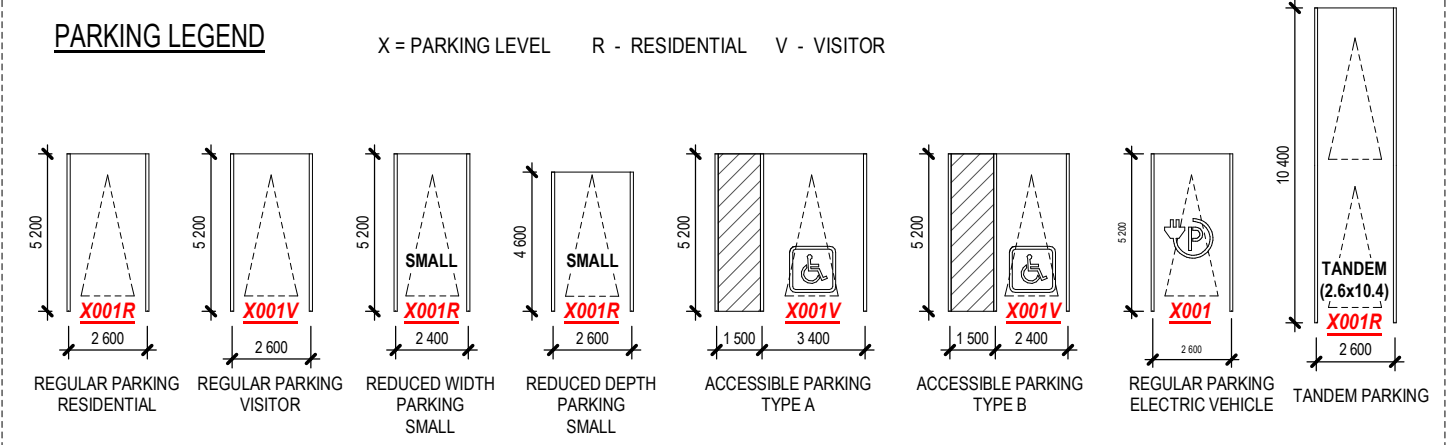 PARKING LEGEND
X = PARKING LEVEL R - RESIDENTIAL V - VISITOR
5 200
X001R
2 600
REGULAR PARKING
RESIDENTIAL
5 200
X001V
2 600
REGULAR PARKING
VISITOR
5 200
SMALL
X001R
2 400
REDUCED WIDTH
PARKING
SMALL
4 600
SMALL
X001R
2 600
REDUCED DEPTH
PARKING
SMALL
5 200
X001V
1 500
3 400
ACCESSIBLE PARKING
TYPE A
5 200
X001V
1 500
2 400
ACCESSIBLE PARKING
TYPE B
5 200
P
X001
2 600
REGULAR PARKING
ELECTRIC VEHICLE
10 400
TANDEM
(2.6x10.4)
X001R
2 600
TANDEM PARKING